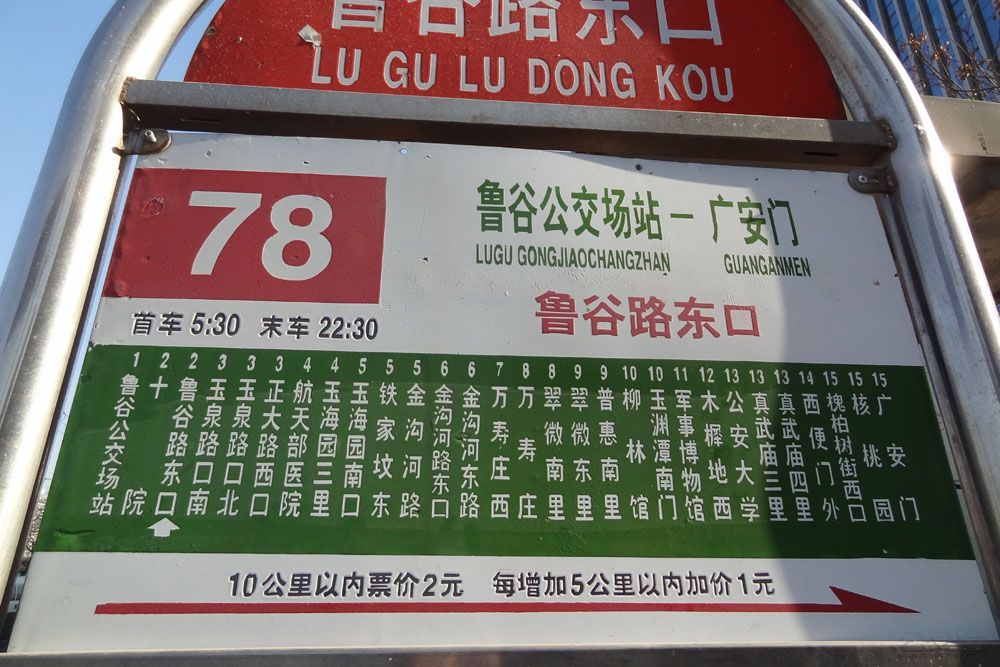 鲁谷路东口
LU GU LU DONG KOU
78
鲁谷公交场站 — 广安门
LUGU GONGJIAOCHANGZHAN GUANGANMEN
鲁谷路东口
首车 5:30 末车 22:30
1 2 2 3 3 3 4 4 5 5 5 6 6 7 7 8 8 9 10 10 11 12 13 13 13 14 15 15 15
鲁谷公交场站
十院
鲁谷路东口
玉泉路口南
玉泉路口北
正大路西口
航天部医院
玉海园三里
玉海园南口
铁家坟东
金沟河路
金沟河路东口
金沟河东路
万寿庄西
万寿庄
翠微南里
翠微东里
普惠南里
柳林馆
玉渊潭南门
军事博物馆
木樨地西
公安大学
真武庙三里
真武庙四里
西便门外
槐柏树街西口
核桃园
广安门
10公里以内票价2元 每增加5公里以内加价1元